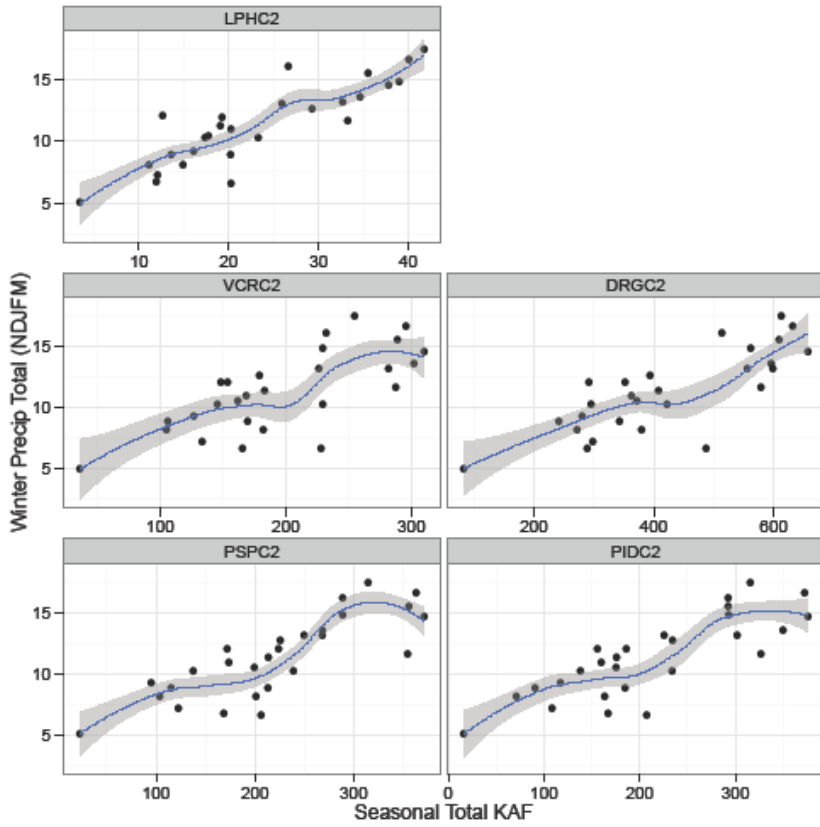 LPHC2
15
10
5
10 20 30 40
VCRC2 DRGC2
15
10
5
100 200 300 200 400 600
PSPC2 PIDC2
15
10
5
100 200 300 0 100 200 300
Seasonal Total KAF
Winter Precip Total (NDJFM)